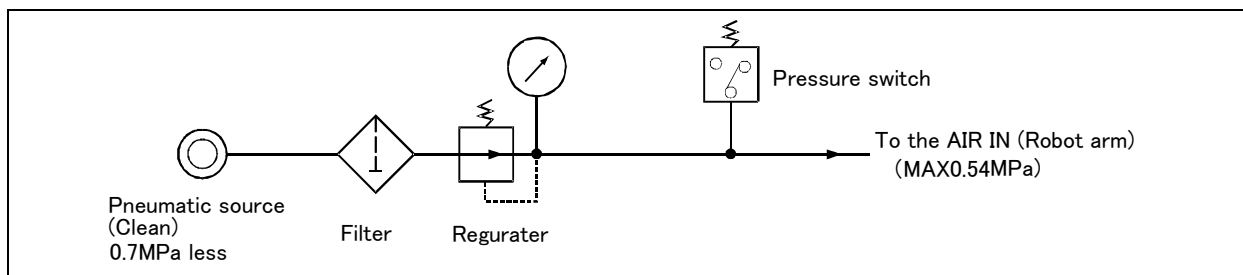 Pressure switch
To the AIR IN (Robot arm)
(MAX0.54MPa)
Pneumatic source
(Clean)
0.7MPa less
Filter
Regurater